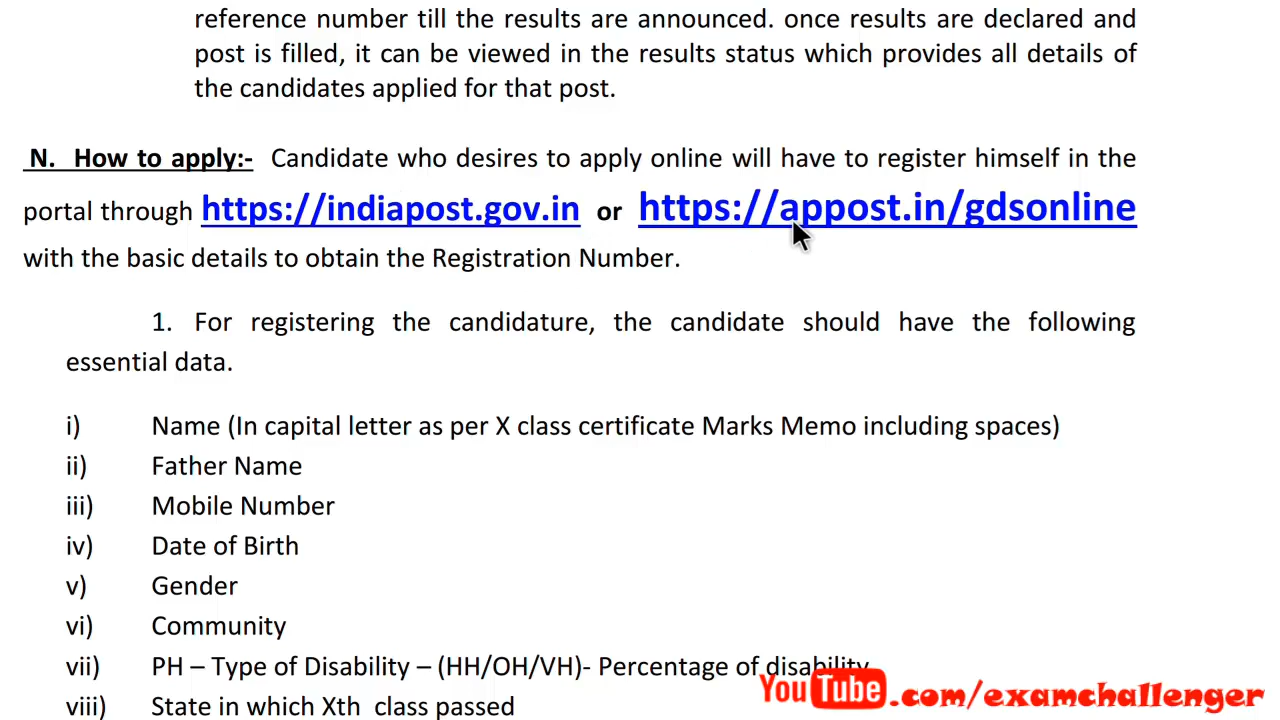 reference number till the results are announced. once results are declared and
post is filled, it can be viewed in the results status which provides all details of
the candidates applied for that post.
N. How to apply:- Candidate who desires to apply online will have to register himself in the
portal through https://indiapost.gov.in or https://appost.in/gdsonline
with the basic details to obtain the Registration Number.
1. For registering the candidature, the candidate should have the following
essential data.
i) Name (In capital letter as per X class certificate Marks Memo including spaces)
ii) Father Name
iii) Mobile Number
iv) Date of Birth
v) Gender
vi) Community
vii) PH – Type of Disability – (HH/OH/VH)- Percentage of disability
viii) State in which Xth class passed
YouTube.com/examchallenger